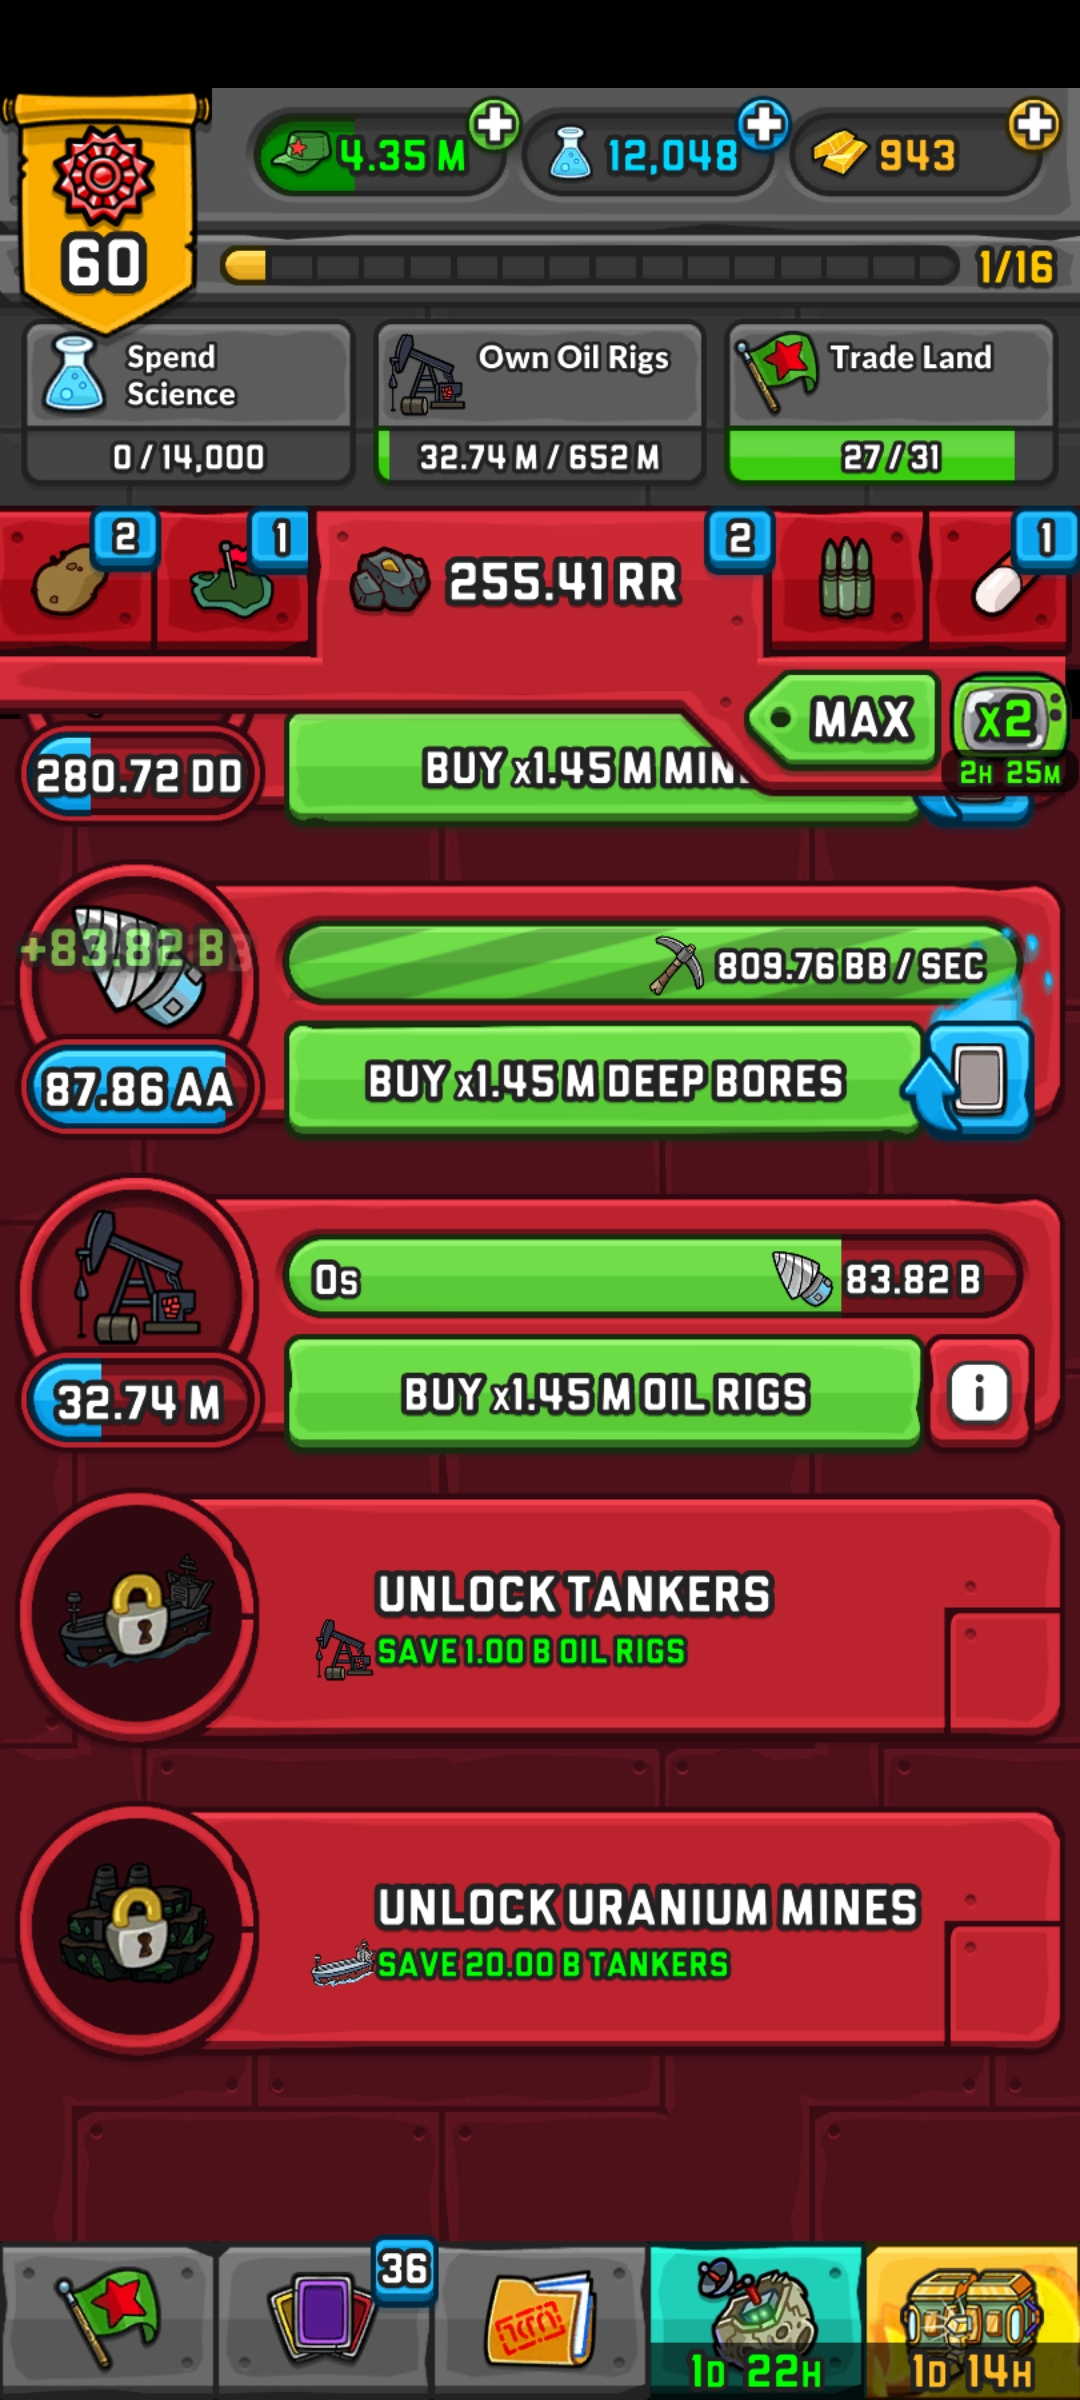 4.35 M
12,048
943
60
1/16
Spend
Science
0/14,000
Own Oil Rigs
32.74 M/652 M
Trade Land
27/31
2
1
255.41 RR
2
1
MAX
x2
2H 25M
280.72 DD
BUY x1.45 M MIN
+83.82 B
809.76 BB/SEC
87.86 AA
BUY x1.45 M DEEP BORES
0s
83.82 B
32.74 M
BUY x1.45 M OIL RIGS
i
UNLOCK TANKERS
SAVE 1.00 B OIL RIGS
UNLOCK URANIUM MINES
SAVE 20.00 B TANKERS
36
1D 22H
1D 14H